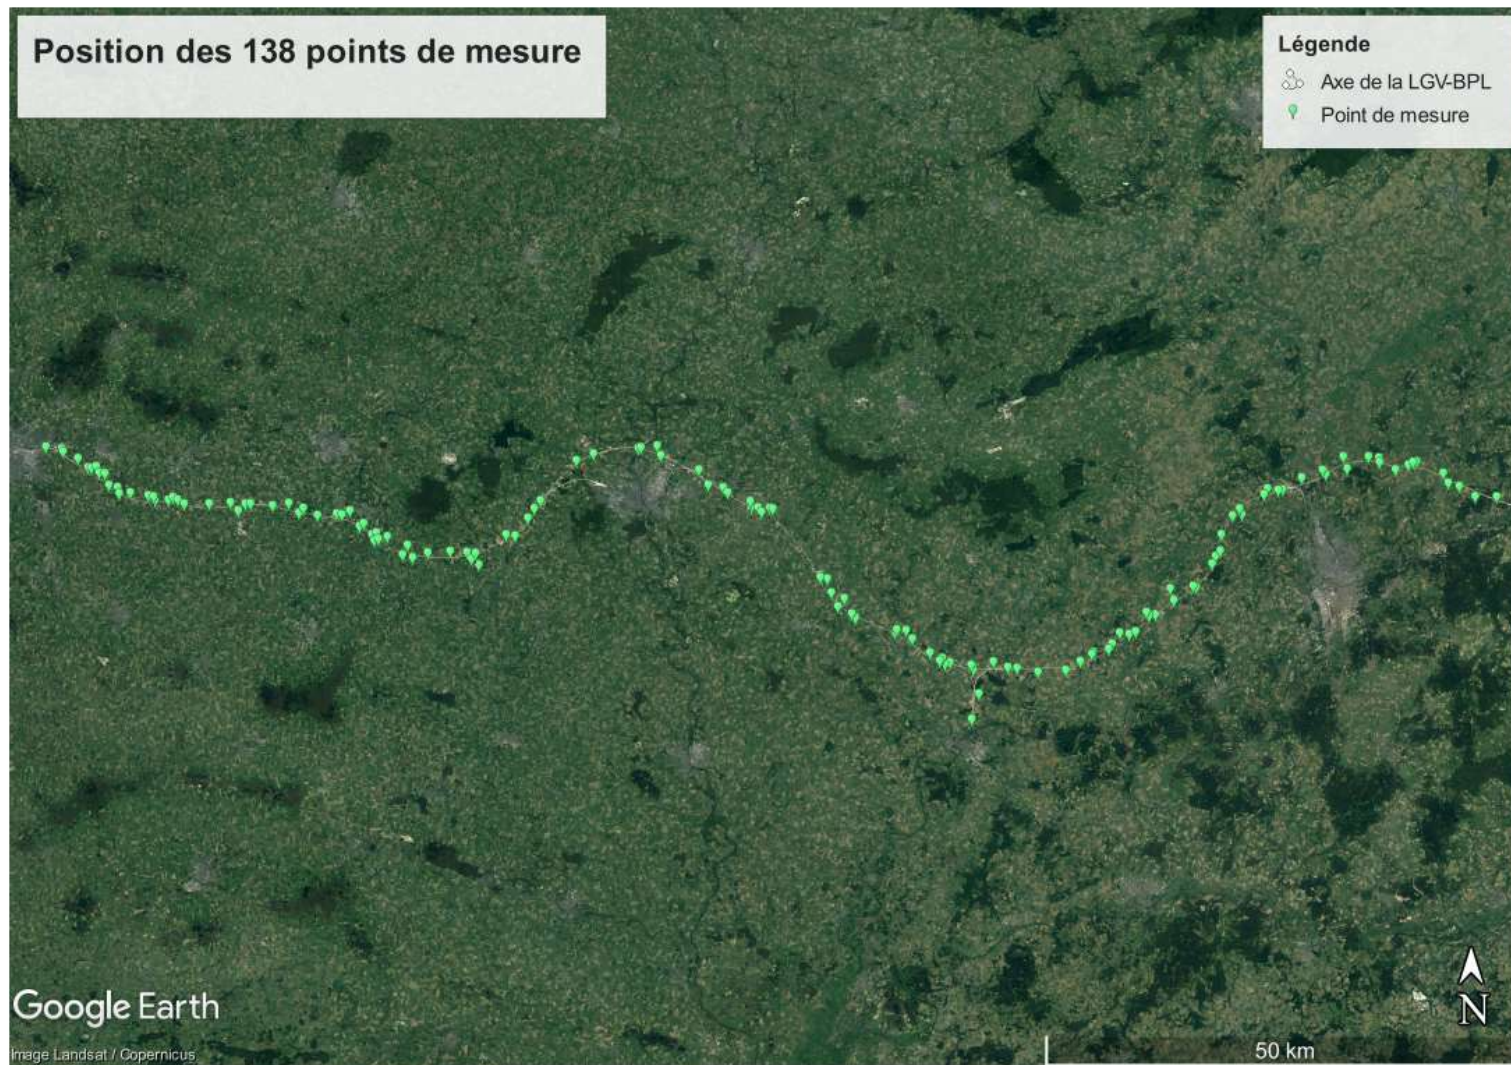 Position des 138 points de mesure
Légende
Axe de la LGV-BPL
Point de mesure
Google Earth
N
Image Landsat / Copernicus
50 km